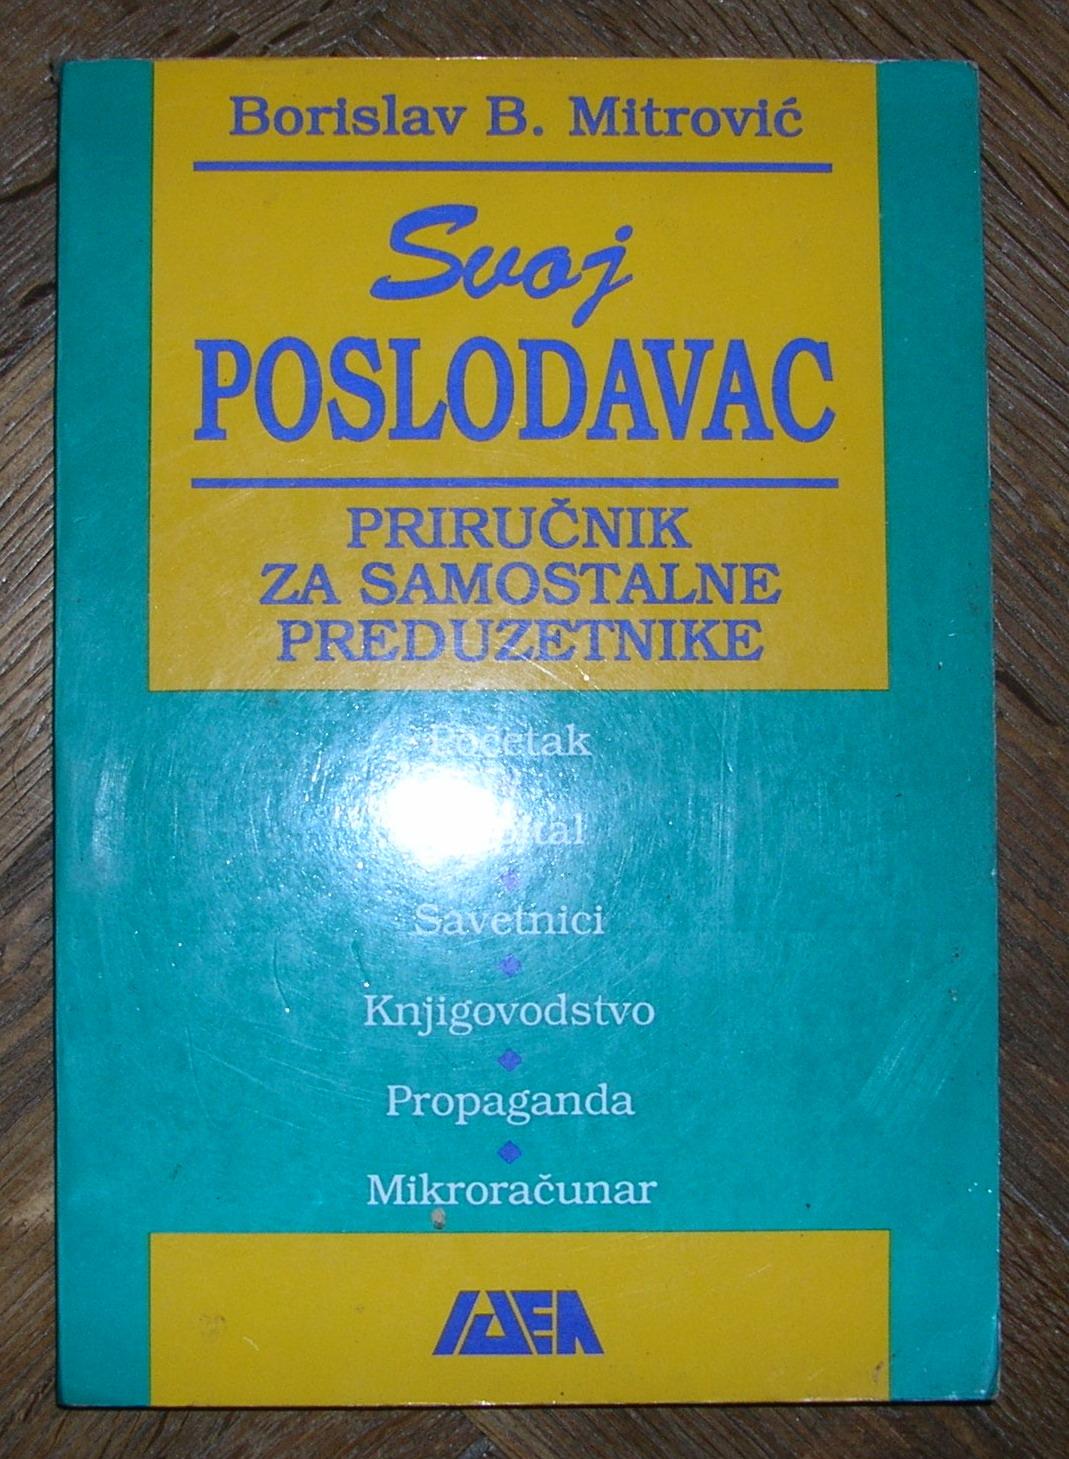 Borislav B. Mitrović
Svoj
POSLODAVAC
PRIRUČNIK
ZA SAMOSTALNE
PREDUZETNIKE
Početak
Savetnici
Knjigovodstvo
Propaganda
Mikroračunar
IDEA